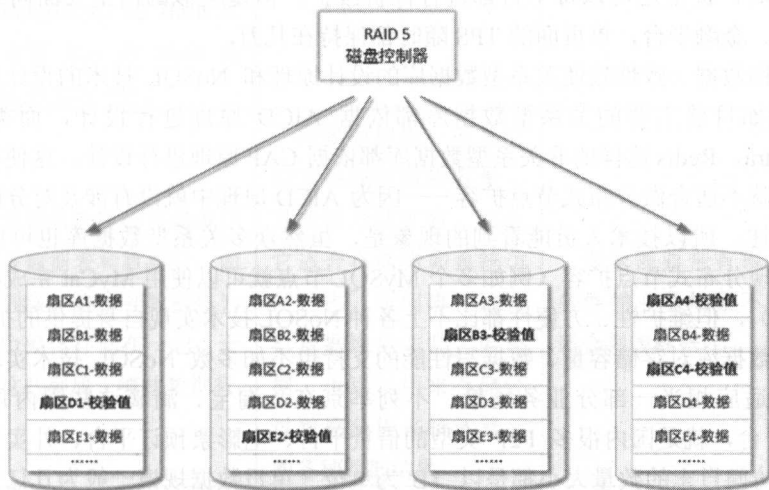 RAID 5
磁盘控制器
扇区A1-数据
扇区B1-数据
扇区C1-数据
扇区D1-校验值
扇区E1-数据
......
扇区A2-数据
扇区B2-数据
扇区C2-数据
扇区D2-数据
扇区E2-校验值
......
扇区A3-数据
扇区B3-校验值
扇区C3-数据
扇区D3-数据
扇区E3-数据
......
扇区A4-校验值
扇区B4-数据
扇区C4-校验值
扇区D4-数据
扇区E4-数据
......